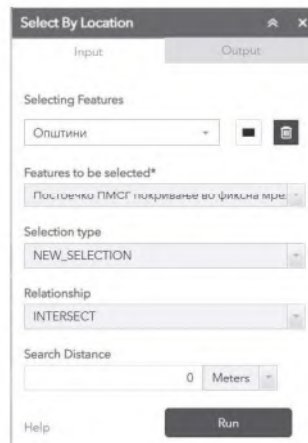 Select By Location
Input Output
Selecting Features
Општини
Features to be selected*
Постоечко ПМСГ покривање во фиксна мре
Selection type
NEW_SELECTION
Relationship
INTERSECT
Search Distance
0 Meters
Help Run